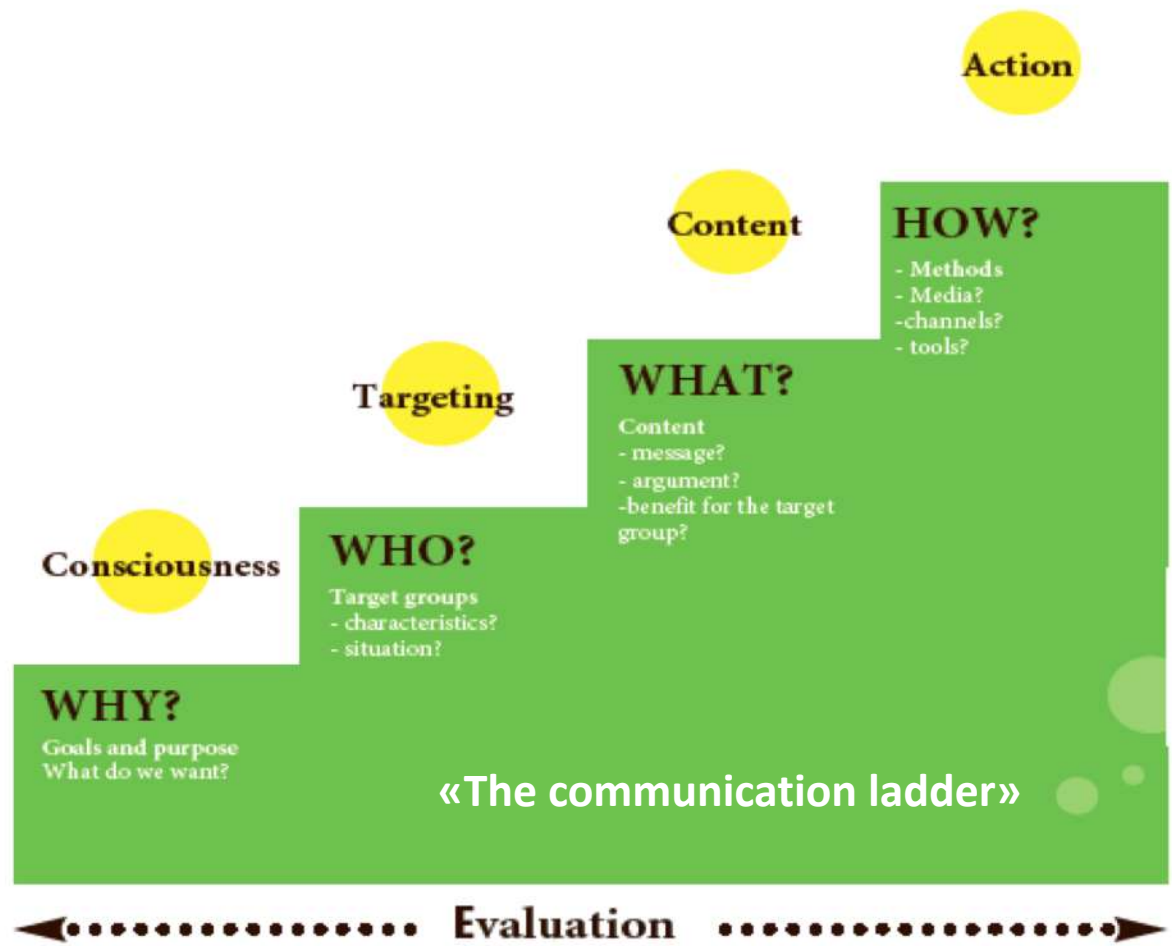 Action
Content
HOW?
- Methods
- Media?
-channels?
- tools?
Targeting
WHAT?
Content
- message?
- argument?
-benefit for the target
group?
Consciousness
WHO?
Target groups
- characteristics?
- situation?
WHY?
Goals and purpose
What do we want?
«The communication ladder»
Evaluation